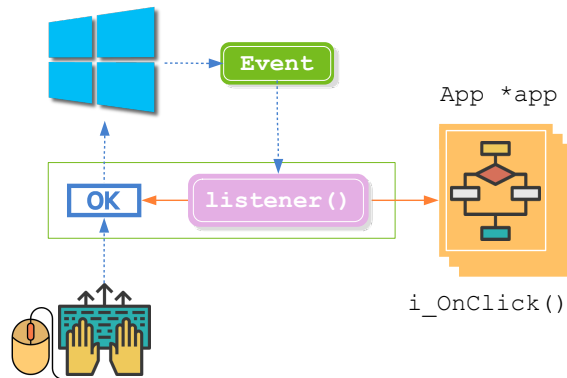 Event
App *app
OK
listener()
i_OnClick()